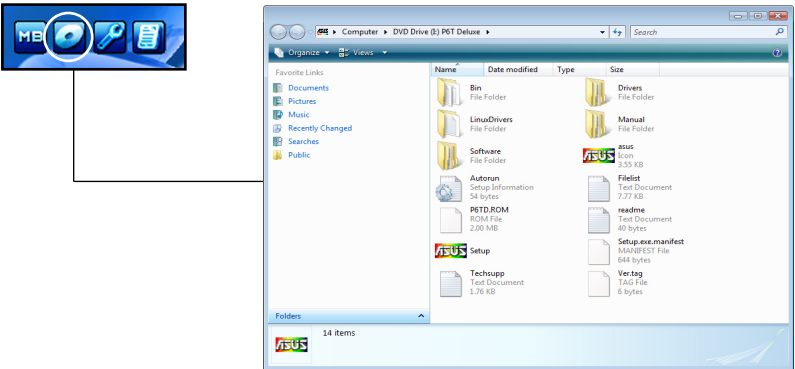 MB
Computer ▸ DVD Drive (I:) P6T Deluxe ▸
Search
Organize Views
Favorite Links
Documents
Pictures
Music
Recently Changed
Searches
Public
Folders
Name Date modified Type Size
Bin
File Folder
Drivers
File Folder
LinuxDrivers
File Folder
Manual
File Folder
Software
File Folder
ASUS
asus
Icon
3.55 KB
Autorun
Setup Information
54 bytes
Filelist
Text Document
7.77 KB
P6TD.ROM
ROM File
2.00 MB
readme
Text Document
40 bytes
ASUS
Setup
Setup.exe.manifest
MANIFEST File
644 bytes
Techsupp
Text Document
1.76 KB
Ver.tag
TAG File
6 bytes
ASUS
14 items